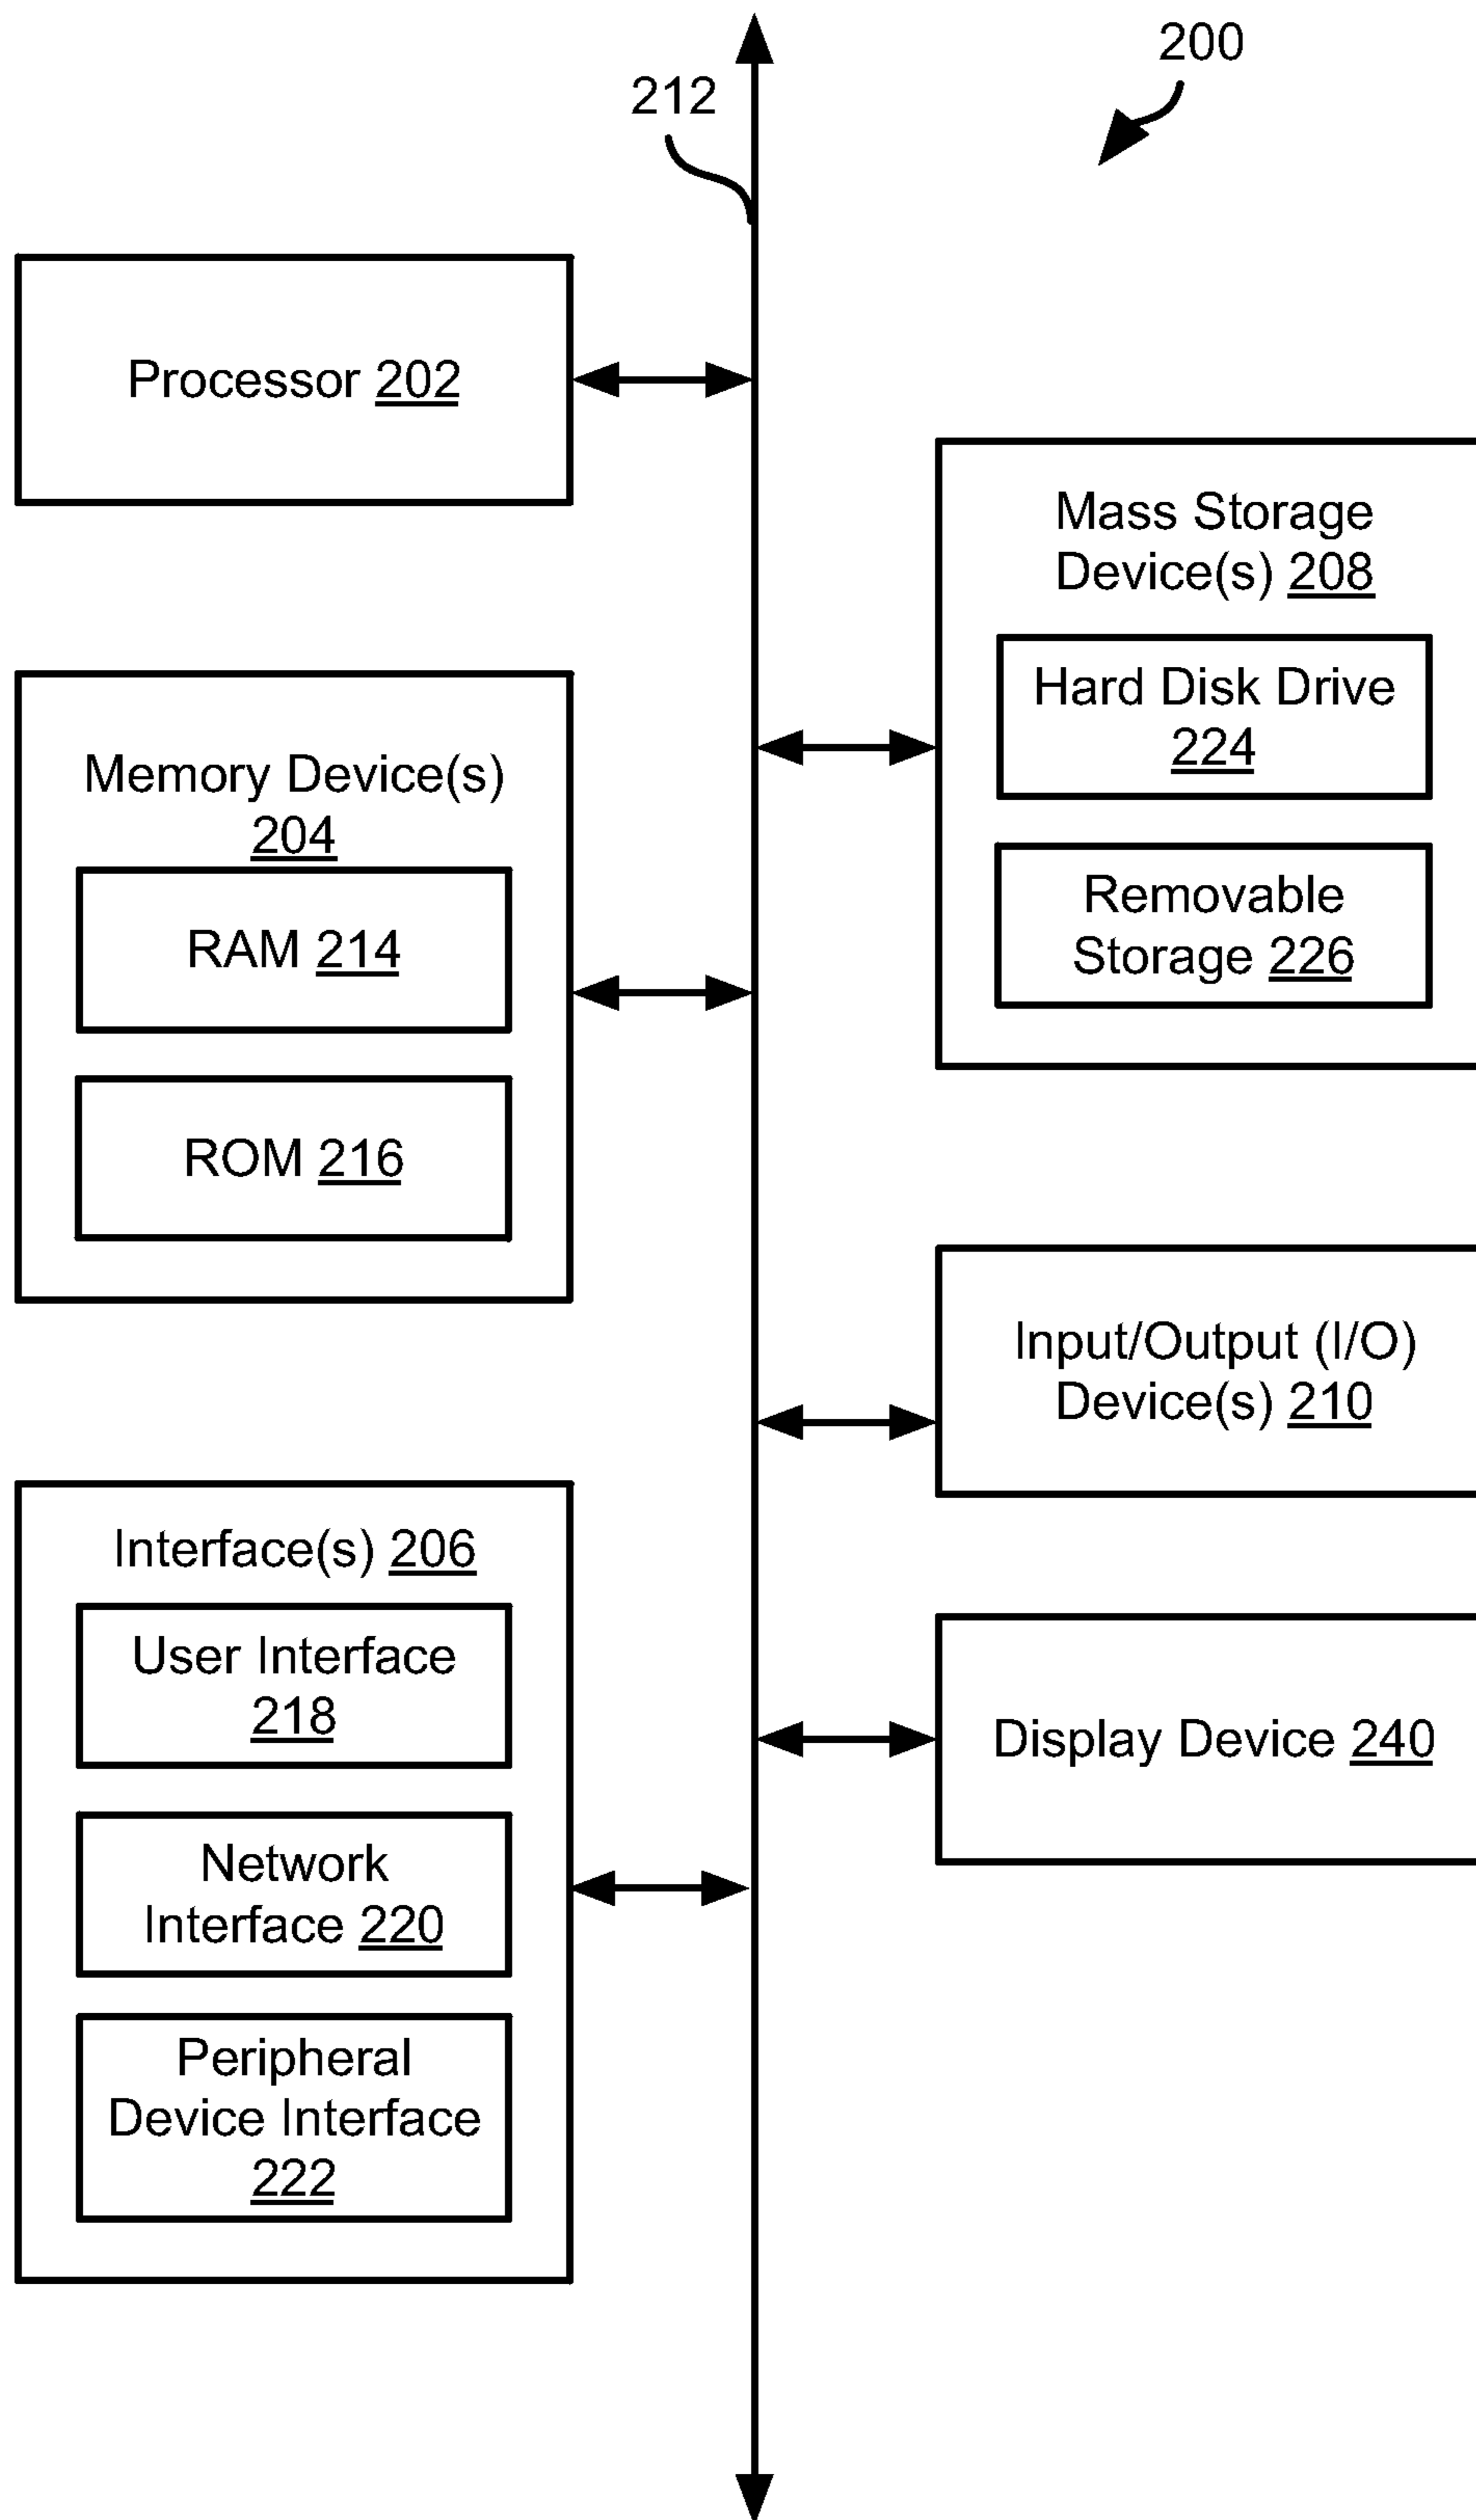 200
212
Processor 202
Mass Storage
Device(s) 208
Hard Disk Drive
224
Removable
Storage 226
Memory Device(s)
204
RAM 214
ROM 216
Input/Output (I/O)
Device(s) 210
Interface(s) 206
User Interface
218
Network
Interface 220
Peripheral
Device Interface
222
Display Device 240